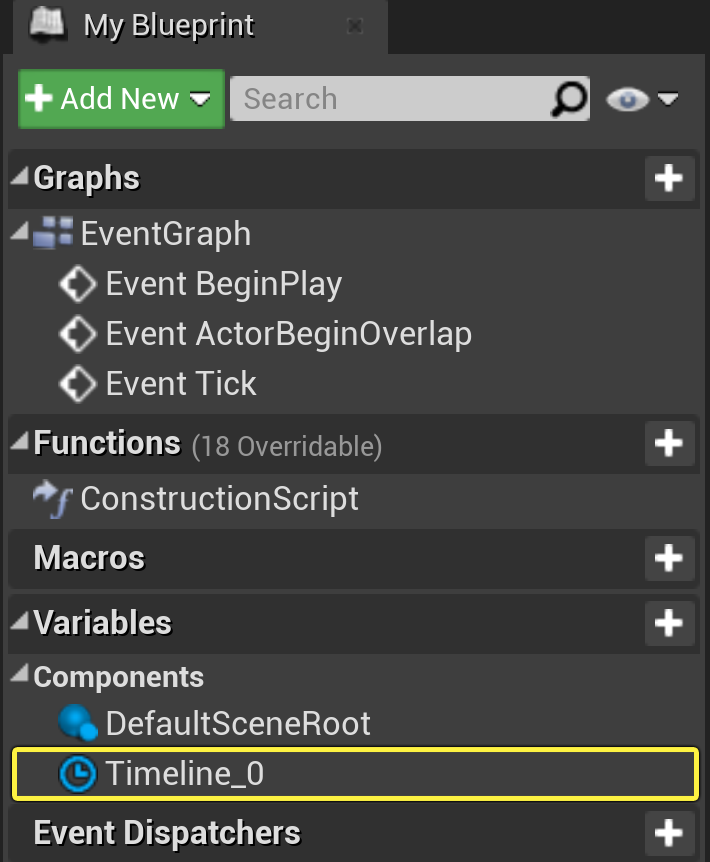 My Blueprint
Add New Search
Graphs
EventGraph
Event BeginPlay
Event ActorBeginOverlap
Event Tick
Functions (18 Overridable)
ConstructionScript
Macros
Variables
Components
DefaultSceneRoot
Timeline_0
Event Dispatchers